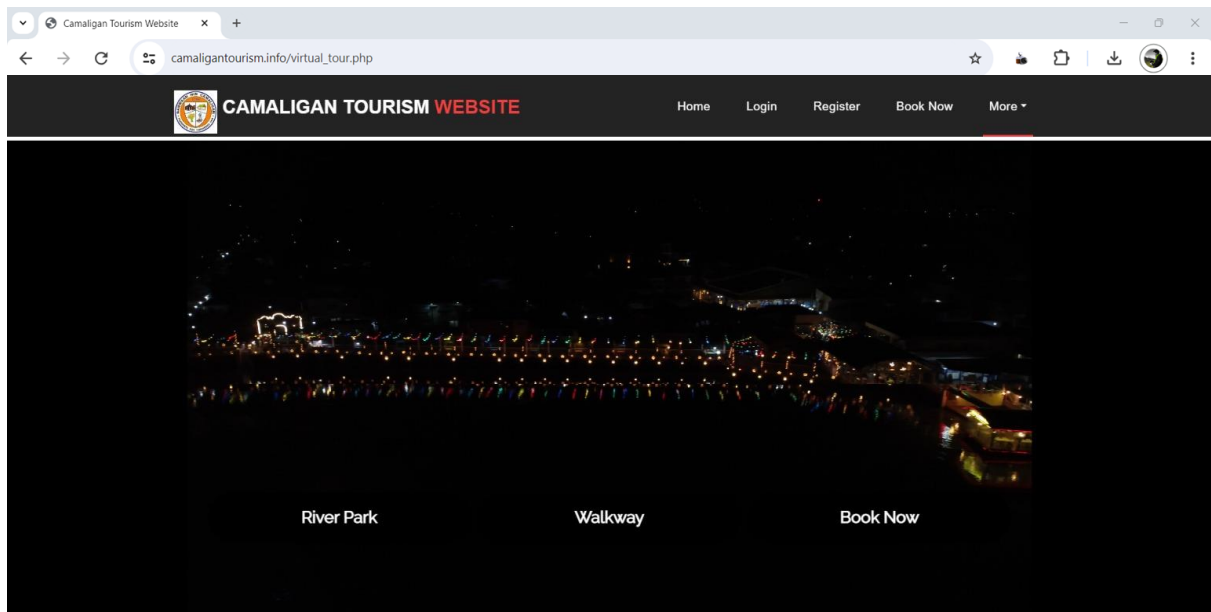 Camaligan Tourism Website
camaligantourism.info/virtual_tour.php
CAMALIGAN TOURISM WEBSITE
Home Login Register Book Now More
River Park Walkway Book Now